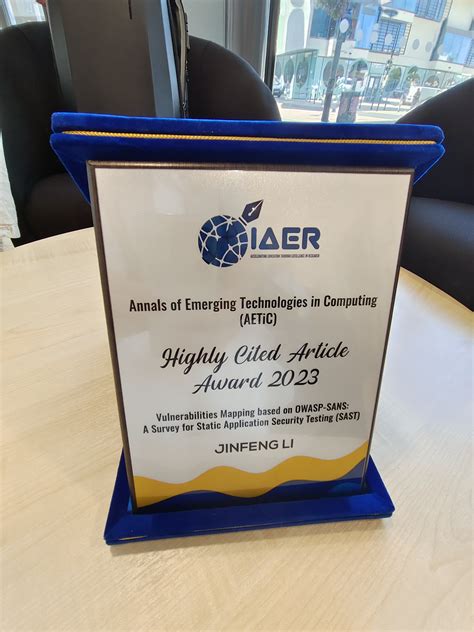 IAER
Annals of Emerging Technologies in Computing
(AETiC)
Highly Cited Article
Award 2023
Vulnerabilities Mapping based on OWASP-SANS:
A Survey for Static Application Security Testing (SAST)
JINFENG LI